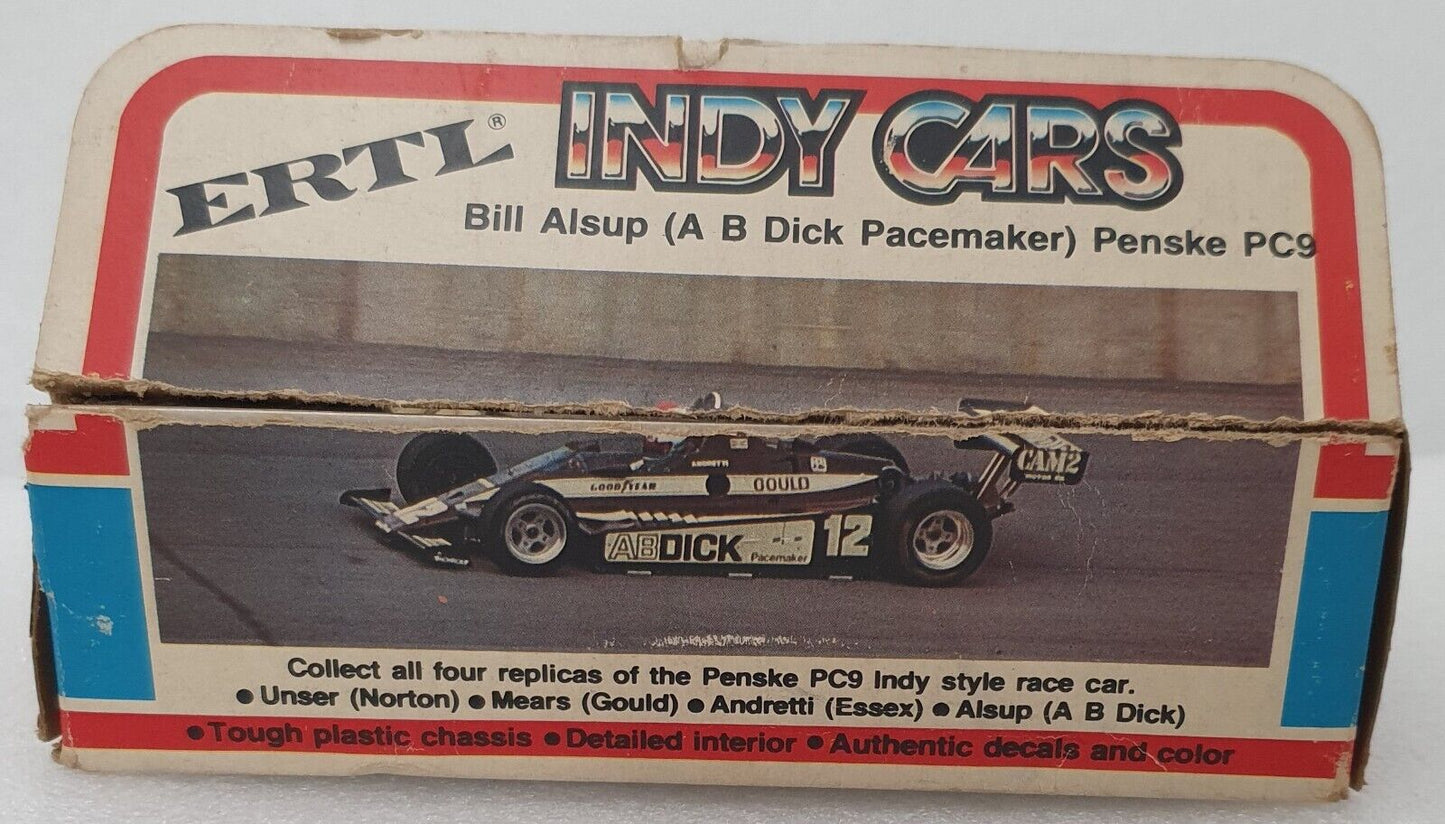 ERTL®
INDY CARS
Bill Alsup (A B Dick Pacemaker) Penske PC9
CAM2
ANDRETTI
GOODYEAR
GOULD
ABDICK
Pacemaker
12
Collect all four replicas of the Penske PC9 Indy style race car.
● Unser (Norton) ● Mears (Gould) ● Andretti (Essex) ● Alsup (A B Dick)
● Tough plastic chassis ● Detailed interior ● Authentic decals and color